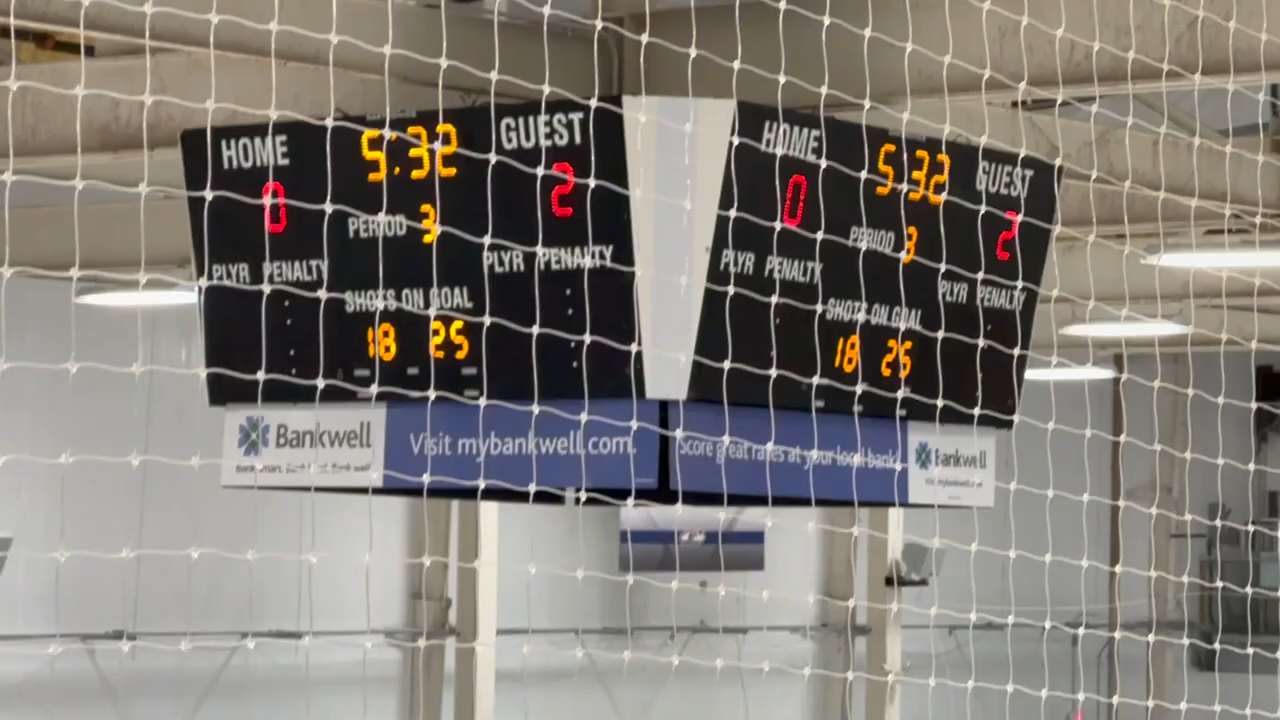 HOME 5:32 GUEST
0 2
PERIOD 3
PLYR PENALTY PLYR PENALTY
SHOTS ON GOAL
18 25
Bankwell
Visit mybankwell.com.
HOME 5:32 GUEST
0 2
PERIOD 3
PLYR PENALTY PLYR PENALTY
SHOTS ON GOAL
18 25
Score great rates at your local bank.
Bankwell